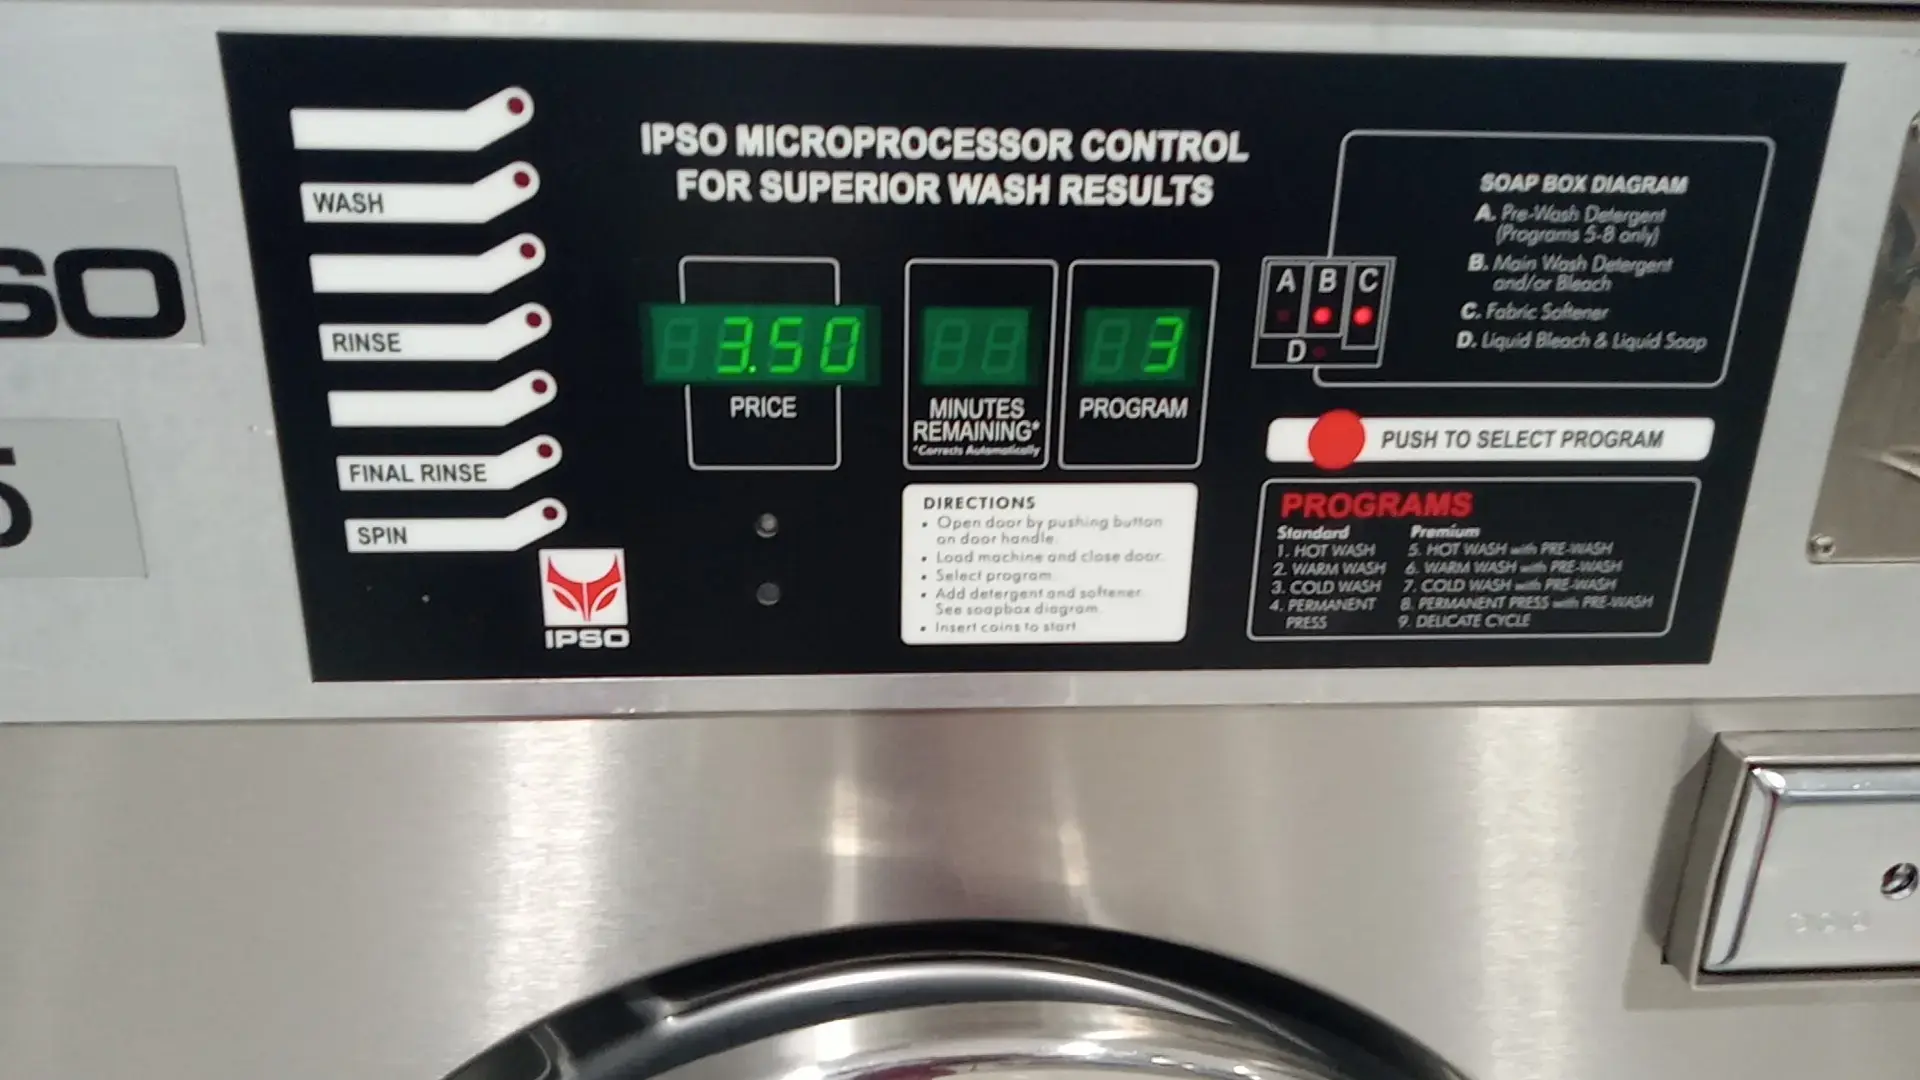 WASH
RINSE
FINAL RINSE
SPIN
IPSO
IPSO MICROPROCESSOR CONTROL
FOR SUPERIOR WASH RESULTS
3.50
PRICE
MINUTES
REMAINING*
*Corrects Automatically
3
PROGRAM
DIRECTIONS
• Open door by pushing button
on door handle.
• Load machine and close door.
• Select program.
• Add detergent and softener.
See soapbox diagram.
• Insert coins to start
A B C
D
SOAP BOX DIAGRAM
A. Pre-Wash Detergent
(Programs 5-8 only)
B. Main Wash Detergent
and/or Bleach
C. Fabric Softener
D. Liquid Bleach & Liquid Soap
PUSH TO SELECT PROGRAM
PROGRAMS
Standard
1. HOT WASH
2. WARM WASH
3. COLD WASH
4. PERMANENT
PRESS
Premium
5. HOT WASH with PRE-WASH
6. WARM WASH with PRE-WASH
7. COLD WASH with PRE-WASH
8. PERMANENT PRESS with PRE-WASH
9. DELICATE CYCLE